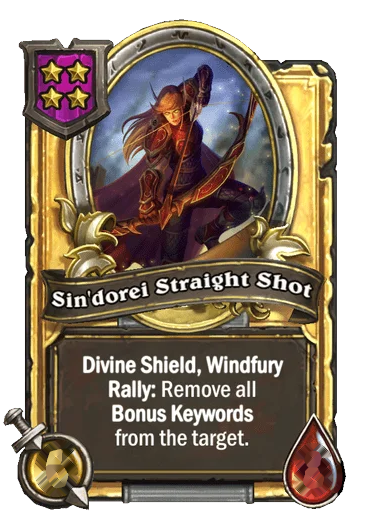 Sin'dorei Straight Shot
Divine Shield, Windfury
Rally: Remove all
Bonus Keywords
from the target.